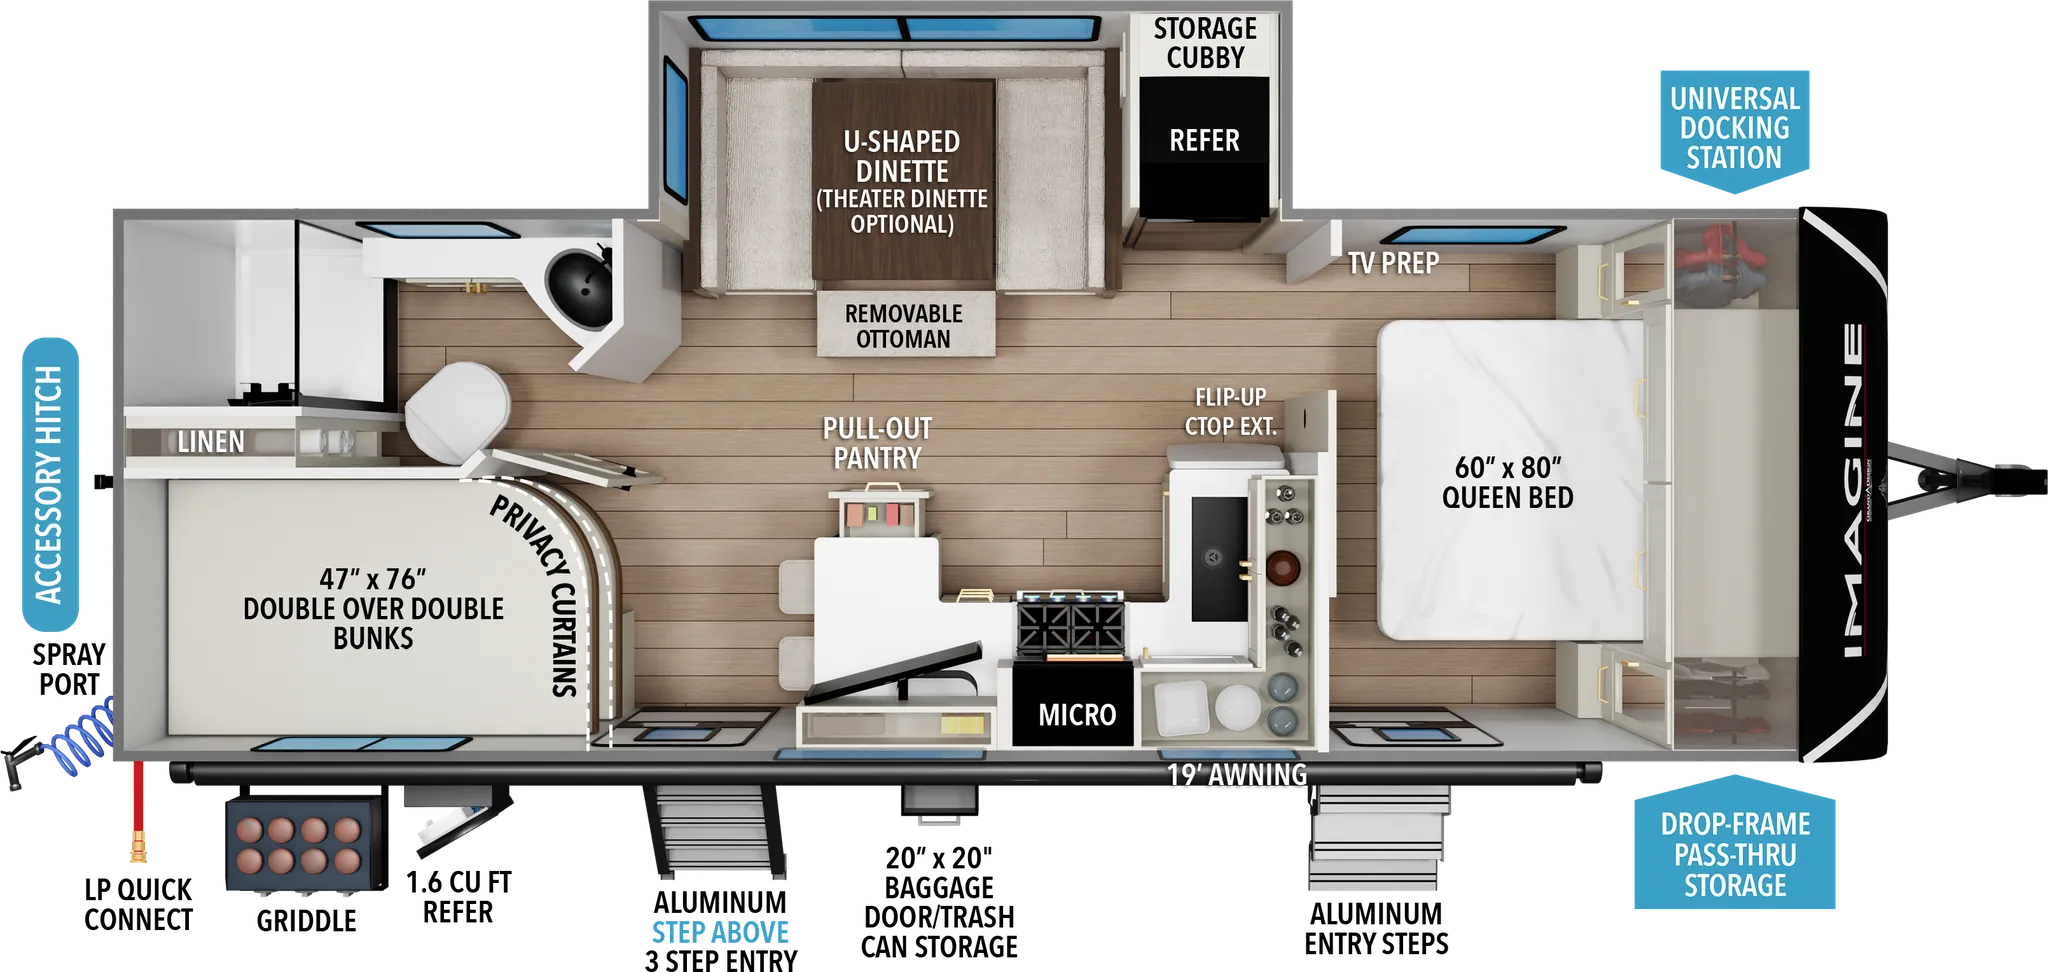 STORAGE
CUBBY
REFER
U-SHAPED
DINETTE
(THEATER DINETTE
OPTIONAL)
REMOVABLE
OTTOMAN
TV PREP
UNIVERSAL
DOCKING
STATION
ACCESSORY HITCH
LINEN
PULL-OUT
PANTRY
FLIP-UP
CTOP EXT.
60” x 80”
QUEEN BED
IMAGINE
GRAND DESIGN
PRIVACY CURTAINS
47” x 76”
DOUBLE OVER DOUBLE
BUNKS
SPRAY
PORT
MICRO
19’ AWNING
LP QUICK
CONNECT
GRIDDLE
1.6 CU FT
REFER
ALUMINUM
STEP ABOVE
3 STEP ENTRY
20” x 20"
BAGGAGE
DOOR/TRASH
CAN STORAGE
ALUMINUM
ENTRY STEPS
DROP-FRAME
PASS-THRU
STORAGE